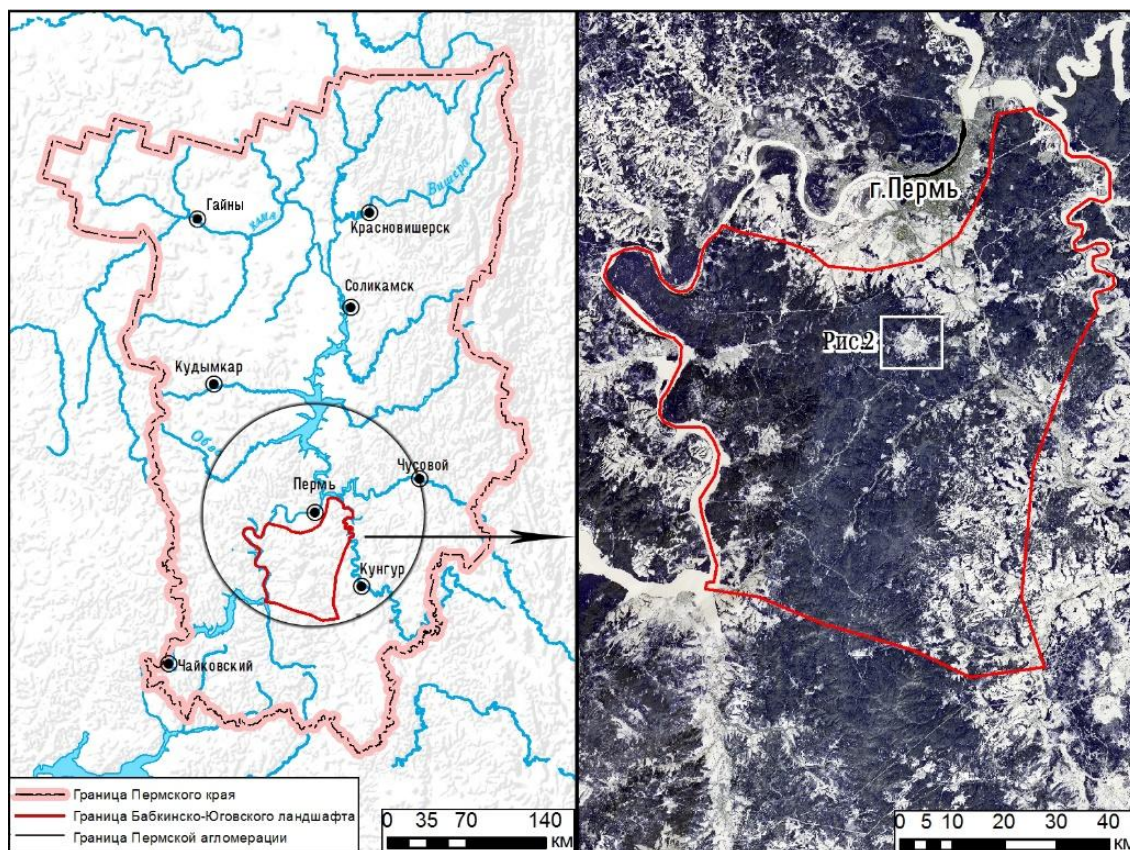 Гайны
Кама
Вишера
Красновишерск
Соликамск
Кудымкар
Обва
Чусовой
Пермь
Кунгур
Чайковский
Граница Пермского края
Граница Бабкинско-Юговского ландшафта
Граница Пермской агломерации
0 35 70 140
КМ
г.Пермь
Рис.2
0 5 10 20 30 40
КМ